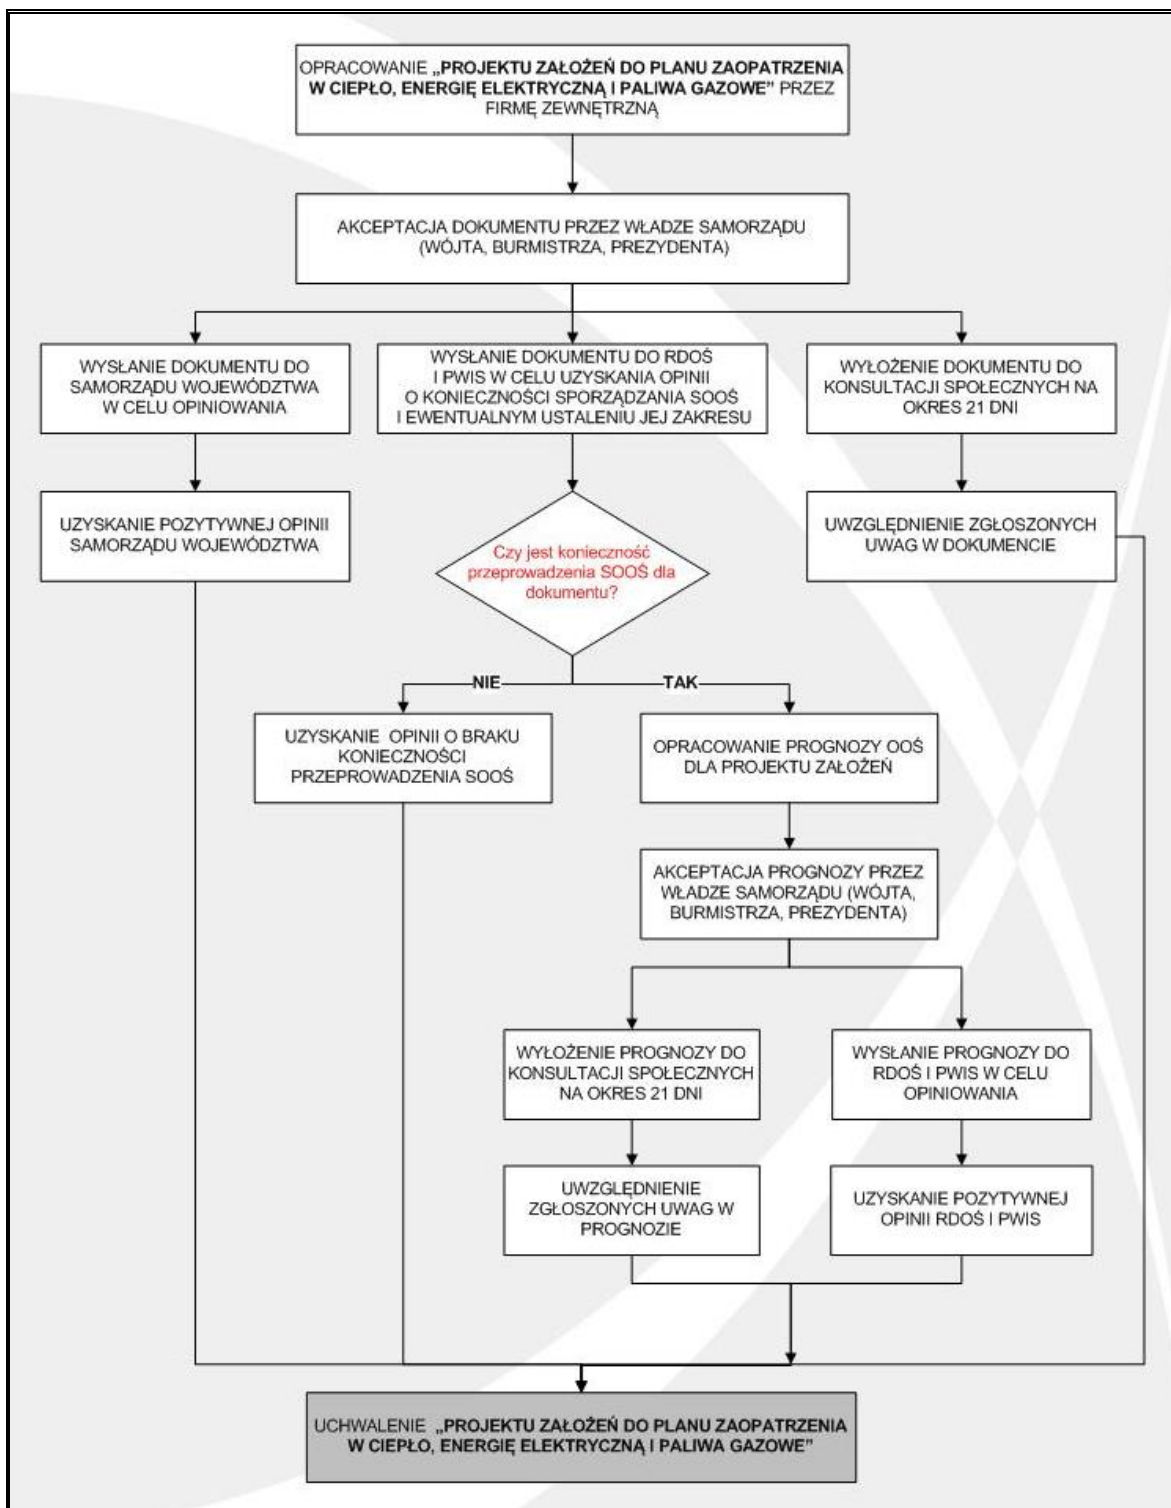 OPRACOWANIE „PROJEKTU ZAŁOŻEŃ DO PLANU ZAOPATRZENIA
W CIEPŁO, ENERGIĘ ELEKTRYCZNĄ I PALIWA GAZOWE” PRZEZ
FIRMĘ ZEWNĘTRZNĄ
AKCEPTACJA DOKUMENTU PRZEZ WŁADZE SAMORZĄDU
(WÓJTA, BURMISTRZA, PREZYDENTA)
WYSŁANIE DOKUMENTU DO
SAMORZĄDU WOJEWÓDZTWA
W CELU OPINIOWANIA
WYSŁANIE DOKUMENTU DO RDOŚ
I PWIS W CELU UZYSKANIA OPINII
O KONIECZNOŚCI SPORZĄDZANIA SOOŚ
I EWENTUALNYM USTALENIU JEJ ZAKRESU
WYŁOŻENIE DOKUMENTU DO
KONSULTACJI SPOŁECZNYCH NA
OKRES 21 DNI
UZYSKANIE POZYTYWNEJ OPINII
SAMORZĄDU WOJEWÓDZTWA
Czy jest konieczność
przeprowadzenia SOOŚ dla
dokumentu?
UWZGLĘDNIENIE ZGŁOSZONYCH
UWAG W DOKUMENCIE
NIE
TAK
UZYSKANIE OPINII O BRAKU
KONIECZNOŚCI
PRZEPROWADZENIA SOOŚ
OPRACOWANIE PROGNOZY OOŚ
DLA PROJEKTU ZAŁOŻEŃ
AKCEPTACJA PROGNOZY PRZEZ
WŁADZE SAMORZĄDU (WÓJTA,
BURMISTRZA, PREZYDENTA)
WYŁOŻENIE PROGNOZY DO
KONSULTACJI SPOŁECZNYCH
NA OKRES 21 DNI
WYSŁANIE PROGNOZY DO
RDOŚ I PWIS W CELU
OPINIOWANIA
UWZGLĘDNIENIE
ZGŁOSZONYCH UWAG W
PROGNOZIE
UZYSKANIE POZYTYWNEJ
OPINII RDOŚ I PWIS
UCHWALENIE „PROJEKTU ZAŁOŻEŃ DO PLANU ZAOPATRZENIA
W CIEPŁO, ENERGIĘ ELEKTRYCZNĄ I PALIWA GAZOWE”